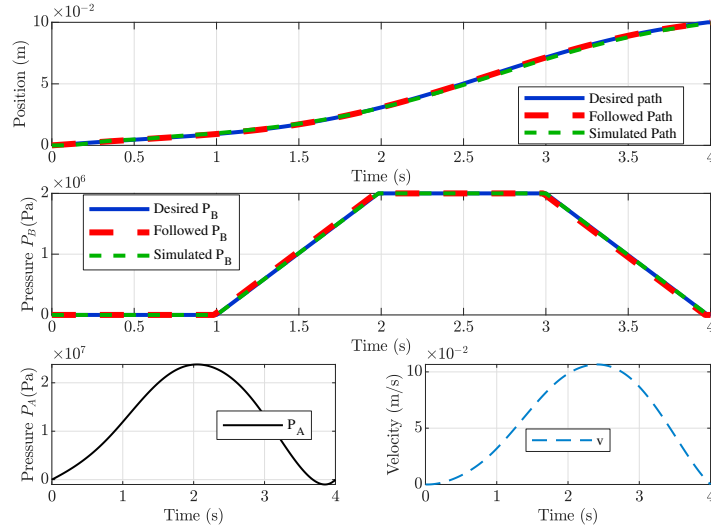 ×10⁻²
10
5
0
Position (m)
Desired path
Followed Path
Simulated Path
0 0.5 1 1.5 2 2.5 3 3.5 4
Time (s)
×10⁶
2
1
0
Pressure P_B (Pa)
Desired P_B
Followed P_B
Simulated P_B
0 0.5 1 1.5 2 2.5 3 3.5 4
Time (s)
×10⁷
2
1
0
Pressure P_A (Pa)
P_A
0 1 2 3 4
Time (s)
×10⁻²
10
5
0
Velocity (m/s)
v
0 1 2 3 4
Time (s)